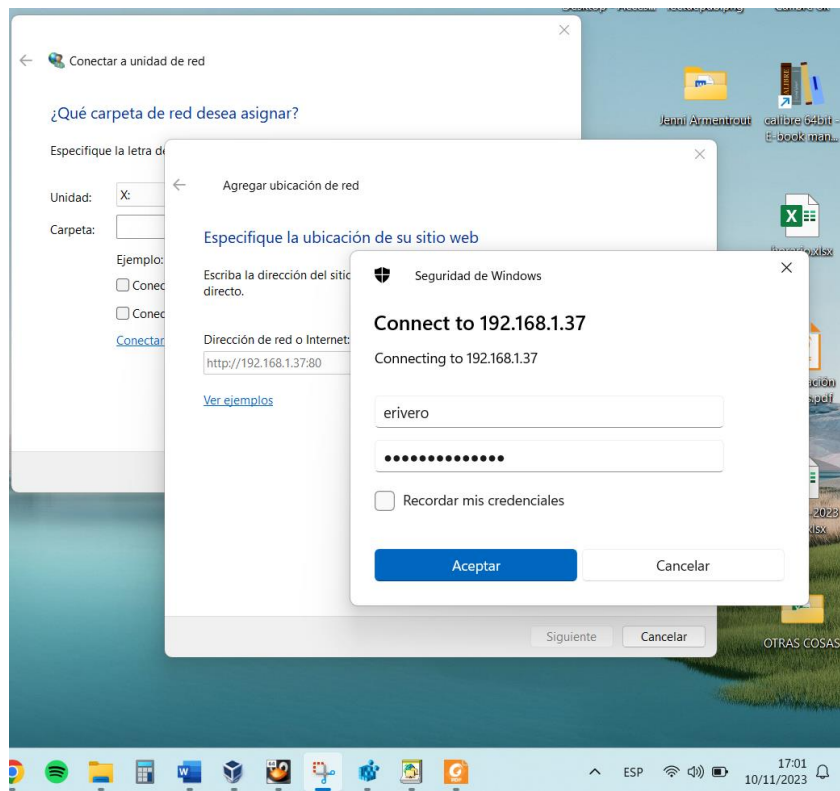 Conectar a unidad de red
¿Qué carpeta de red desea asignar?
Especifique la letra de
Unidad:
X:
Carpeta:
Ejemplo:
Conec
Conec
Conectar
Agregar ubicación de red
Especifique la ubicación de su sitio web
Escriba la dirección del sitio
directo.
Dirección de red o Internet:
http://192.168.1.37:80
Ver ejemplos
Siguiente
Cancelar
Seguridad de Windows
Connect to 192.168.1.37
Connecting to 192.168.1.37
erivero
••••••••••••••
Recordar mis credenciales
Aceptar
Cancelar
Jenni Armentrout
calibre 64bit -
E-book man...
OTRAS COSAS
ESP
17:01
10/11/2023